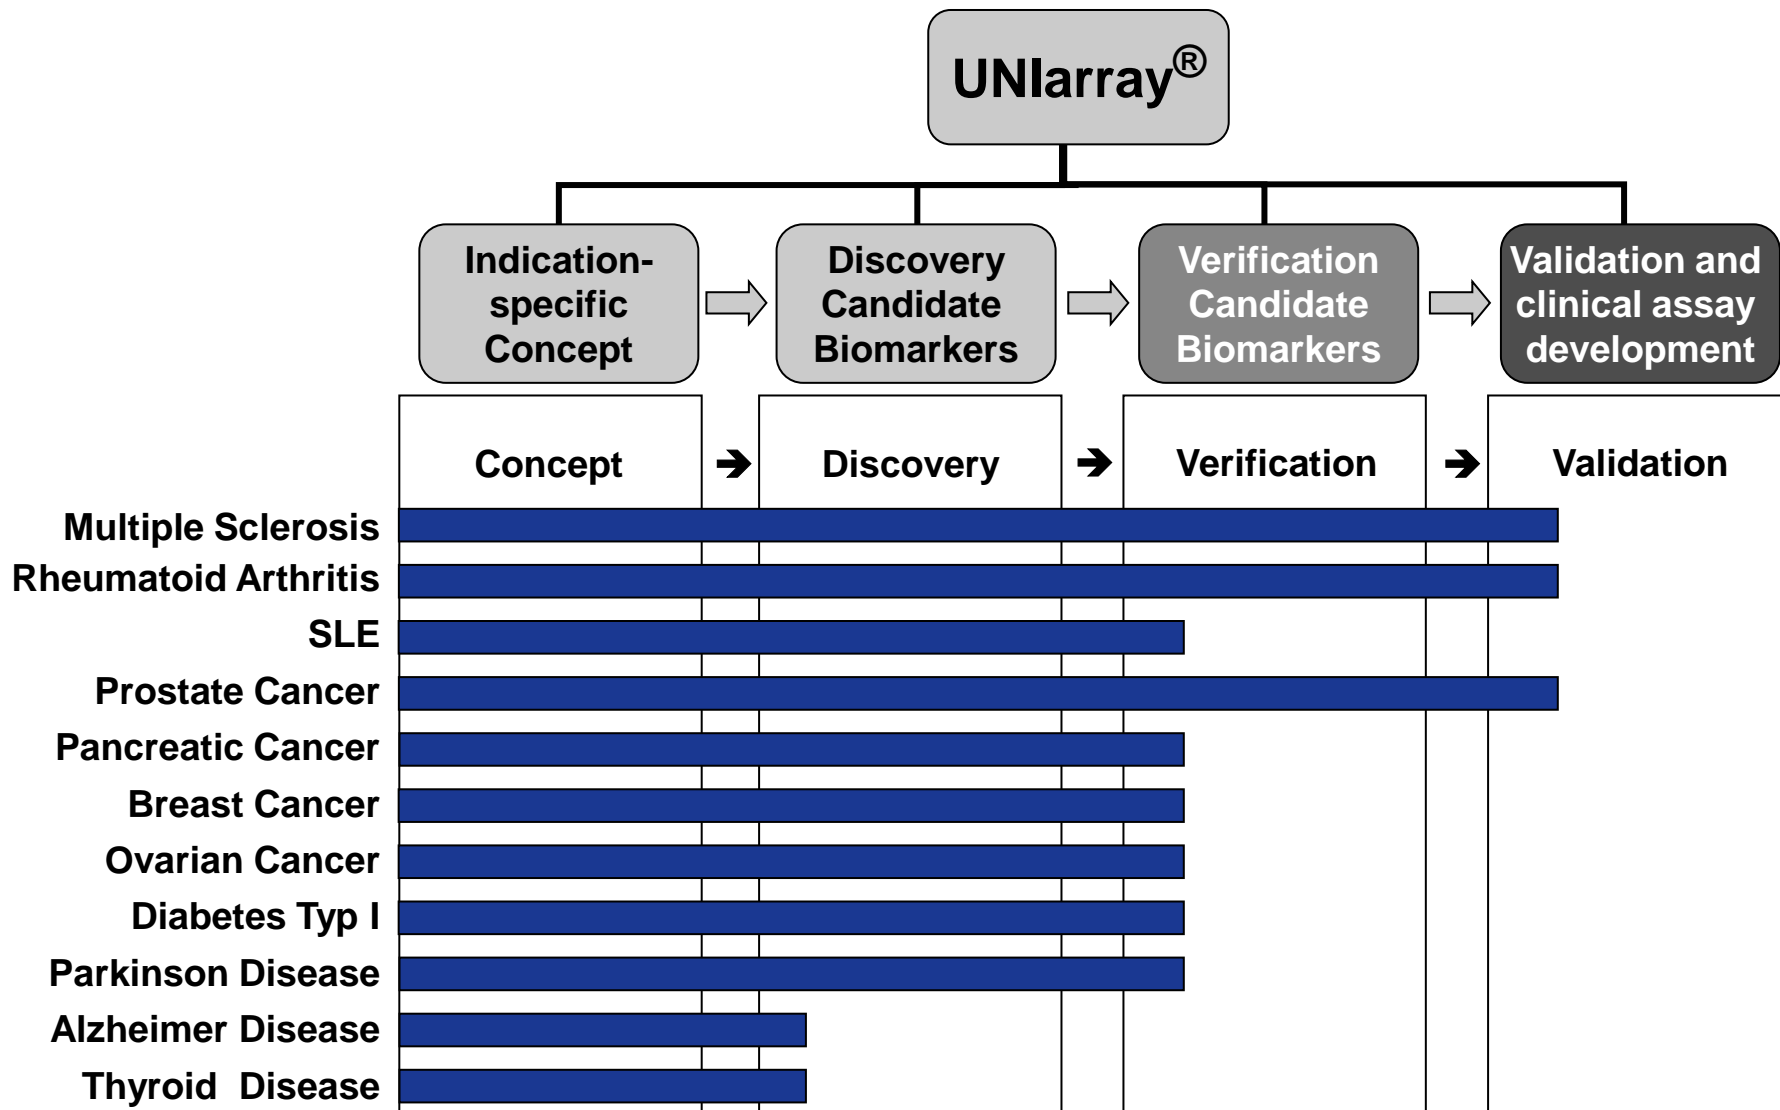 UNIarray®
Indication-
specific
Concept
Discovery
Candidate
Biomarkers
Verification
Candidate
Biomarkers
Validation and
clinical assay
development
Concept ➔ Discovery ➔ Verification ➔ Validation
Multiple Sclerosis
Rheumatoid Arthritis
SLE
Prostate Cancer
Pancreatic Cancer
Breast Cancer
Ovarian Cancer
Diabetes Typ I
Parkinson Disease
Alzheimer Disease
Thyroid Disease